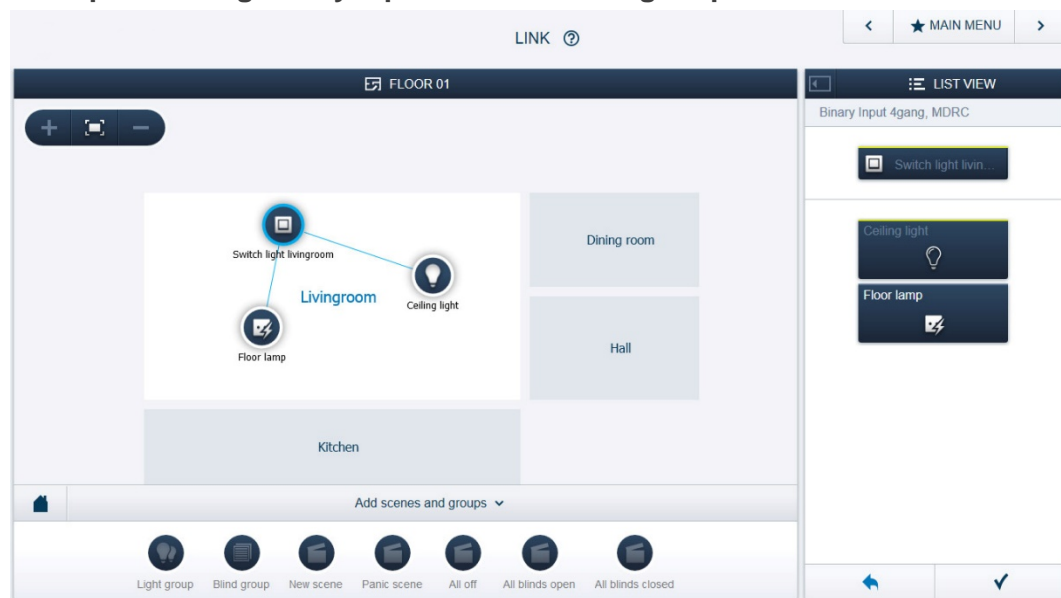 LINK ?
MAIN MENU
FLOOR 01
LIST VIEW
Binary Input 4gang, MDRC
Switch light livin...
Switch light livingroom
Livingroom
Ceiling light
Floor lamp
Dining room
Hall
Kitchen
Ceiling light
Floor lamp
Add scenes and groups
Light group
Blind group
New scene
Panic scene
All off
All blinds open
All blinds closed